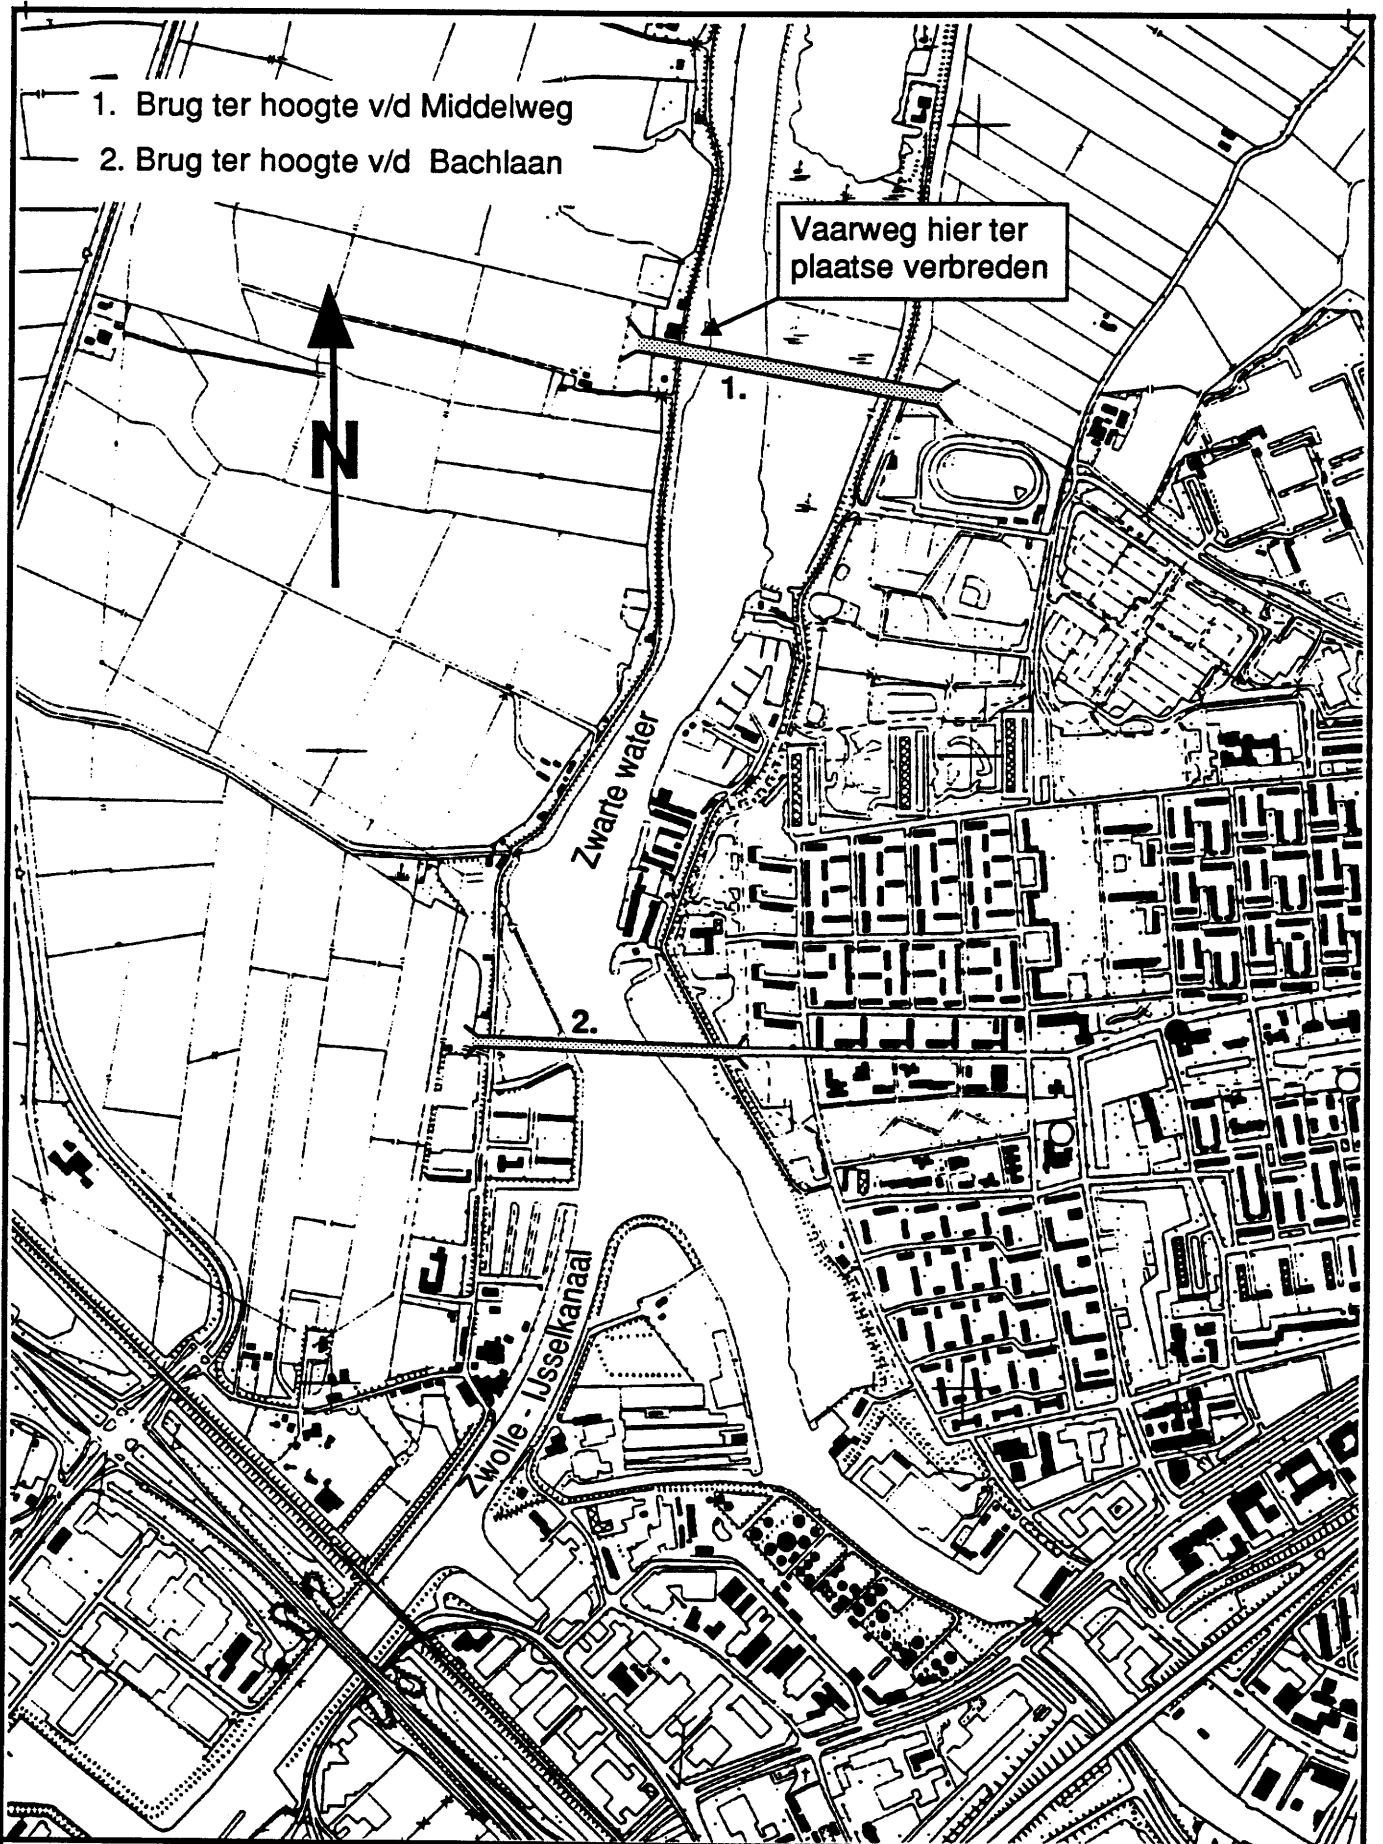 1. Brug ter hoogte v/d Middelweg
2. Brug ter hoogte v/d Bachlaan
Vaarweg hier ter
plaatse verbreden
1.
N
Zwarte water
2.
Zwolle - IJsselkanaal